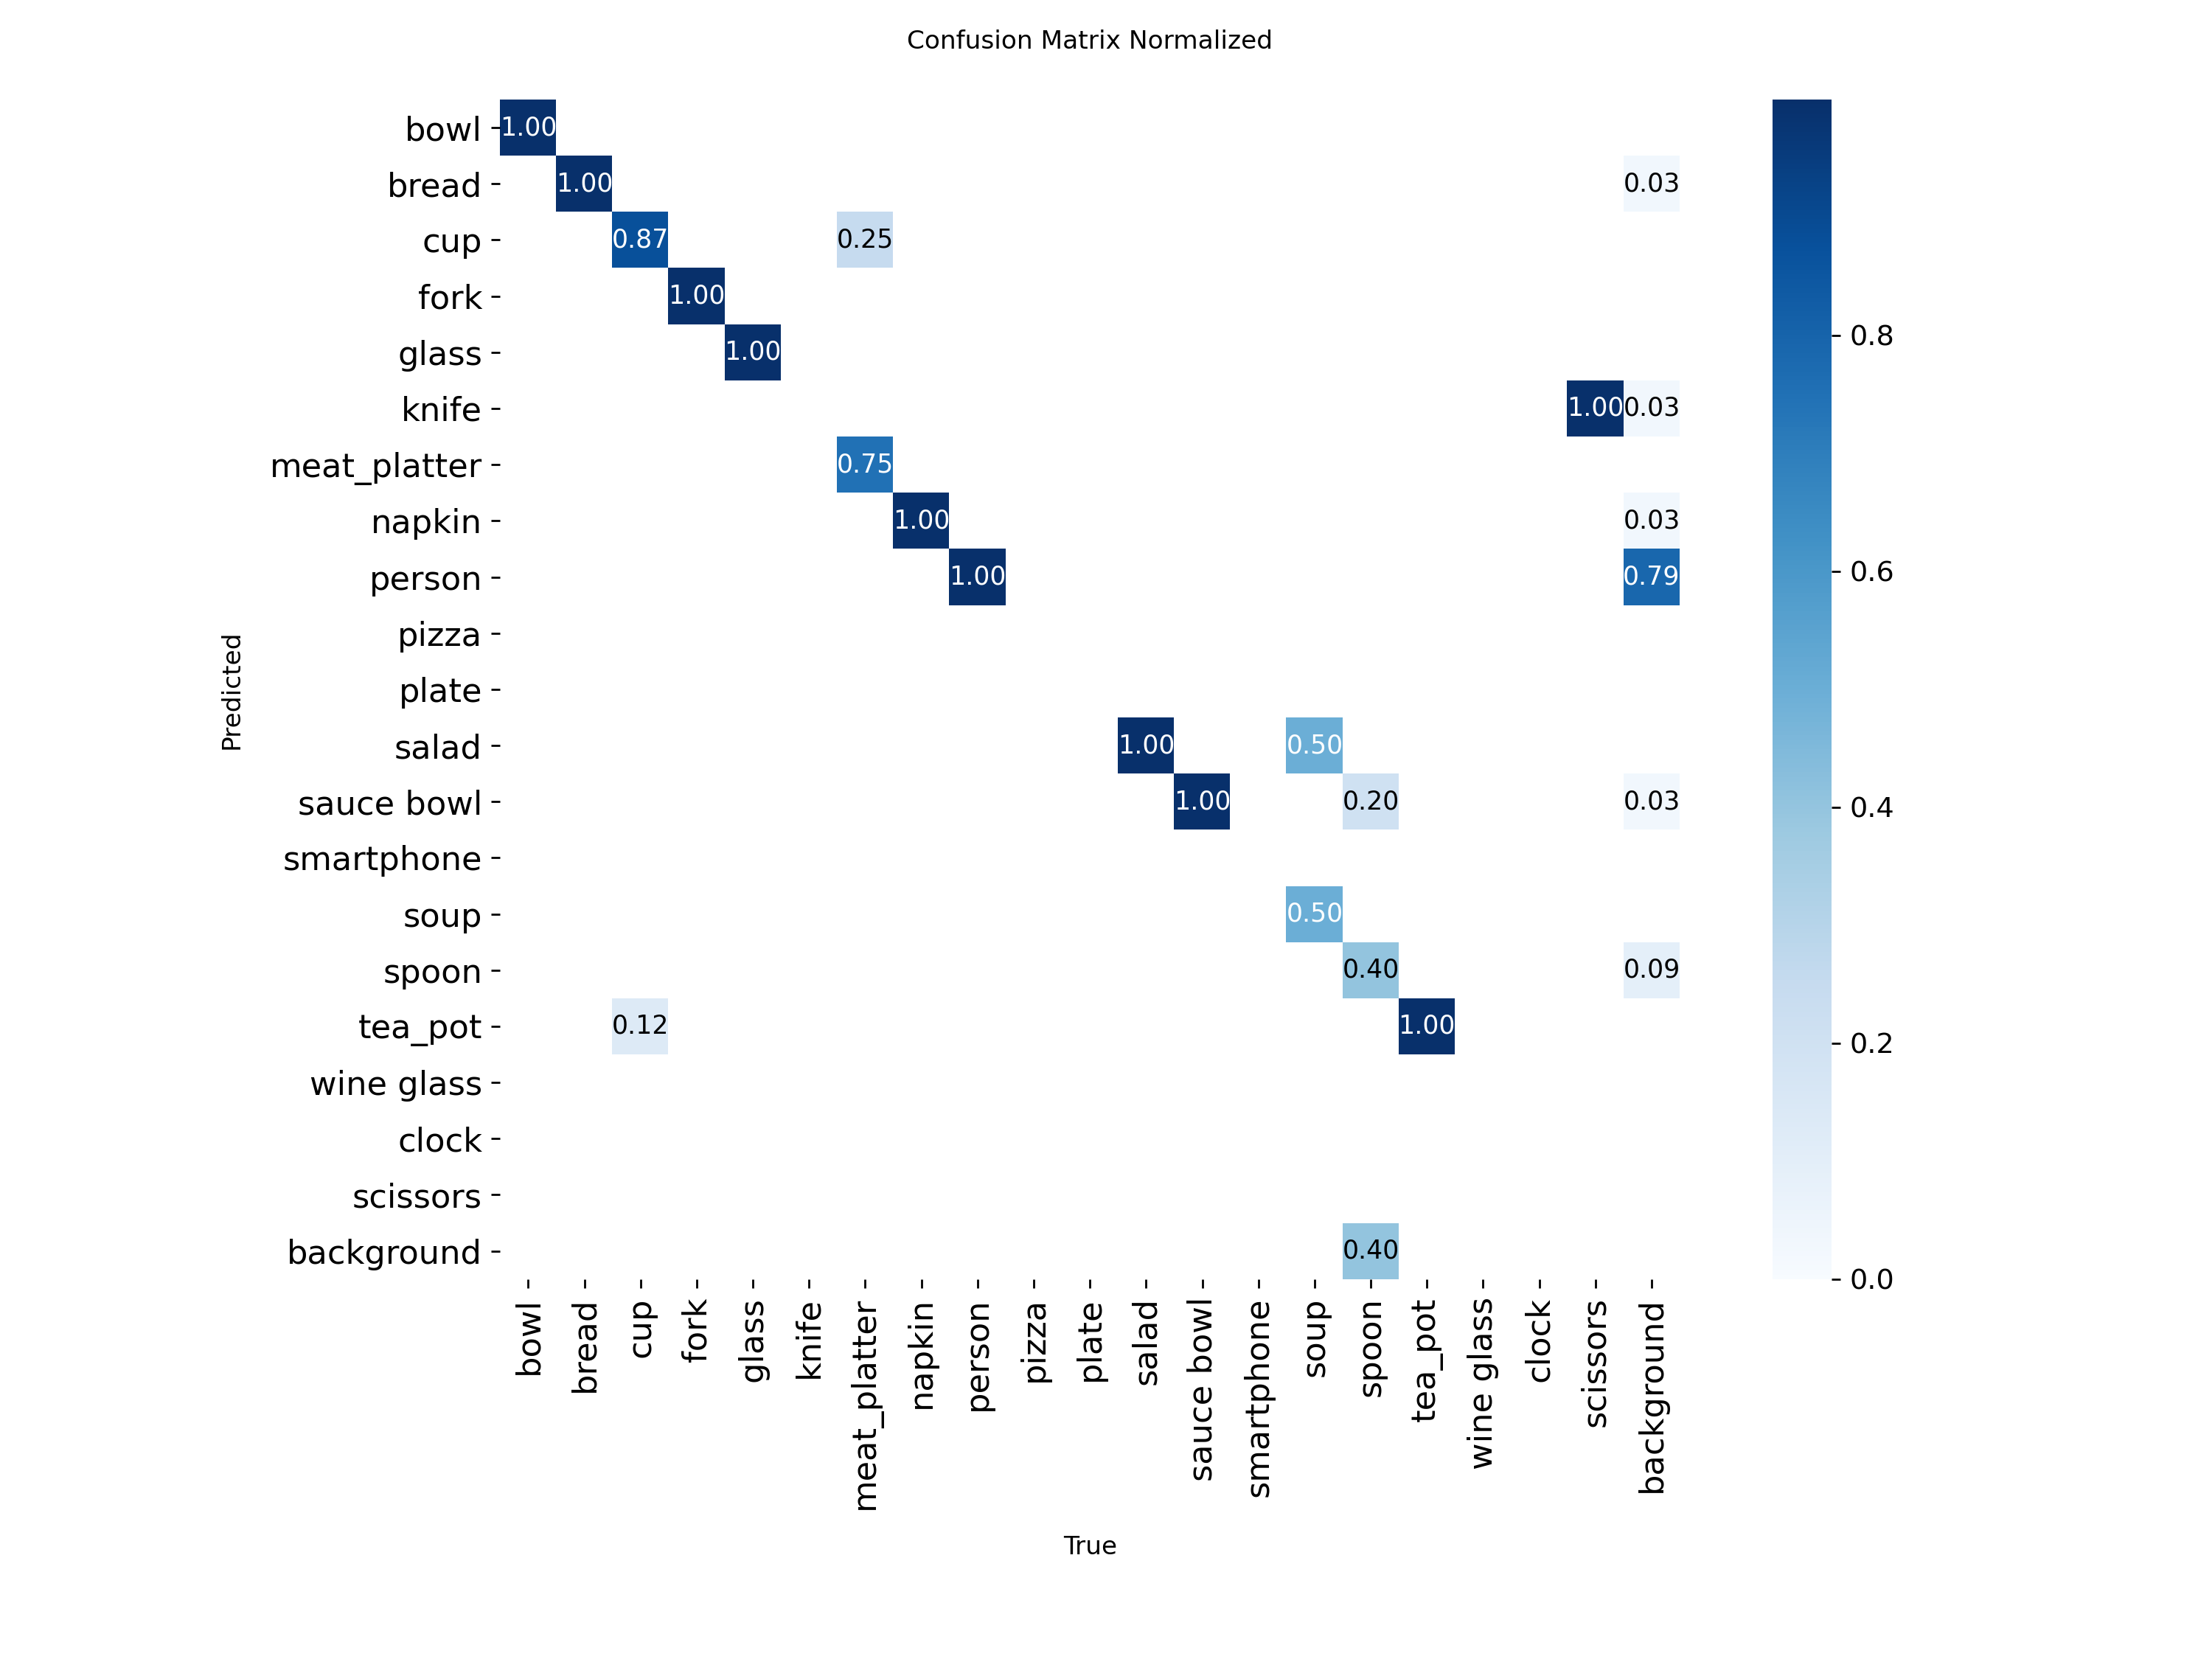 Confusion Matrix Normalized
bowl 1.00
bread 1.00 0.03
cup 0.87 0.25
fork 1.00
0.8
glass 1.00
knife 1.00 0.03
meat_platter 0.75
napkin 1.00 0.03
0.6
person 1.00 0.79
pizza
Predicted
plate
salad 1.00 0.50
sauce bowl 1.00 0.20 0.03
0.4
smartphone
soup 0.50
spoon 0.40 0.09
tea_pot 0.12 1.00
0.2
wine glass
clock
scissors
background 0.40
0.0
bowl
bread
cup
fork
glass
knife
meat_platter
napkin
person
pizza
plate
salad
sauce bowl
smartphone
soup
spoon
tea_pot
wine glass
clock
scissors
background
True